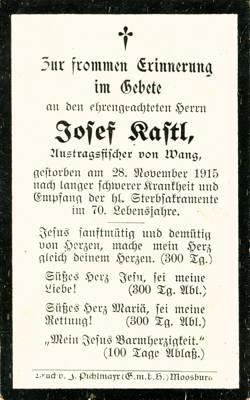 Zur frommen Erinnerung
im Gebete
an den ehrengeachteten Herrn
Josef Kastl,
Austragsfischer von Wang,
gestorben am 28. November 1915
nach langer schwerer Krankheit und
Empfang der hl. Sterbsakramente
im 70. Lebensjahre.
Jesus sanftmütig und demütig
von Herzen, mache mein Herz
gleich deinem Herzen. (300 Tg.)
Süßes Herz Jesu, sei meine
Liebe! (300 Tg. Abl.)
Süßes Herz Mariä, sei meine
Rettung! (300 Tg. Abl.)
„Mein Jesus Barmherzigkeit."
(100 Tage Ablaß.)
Druck v. J. Pichlmayr (G.m.b.H.) Moosburg